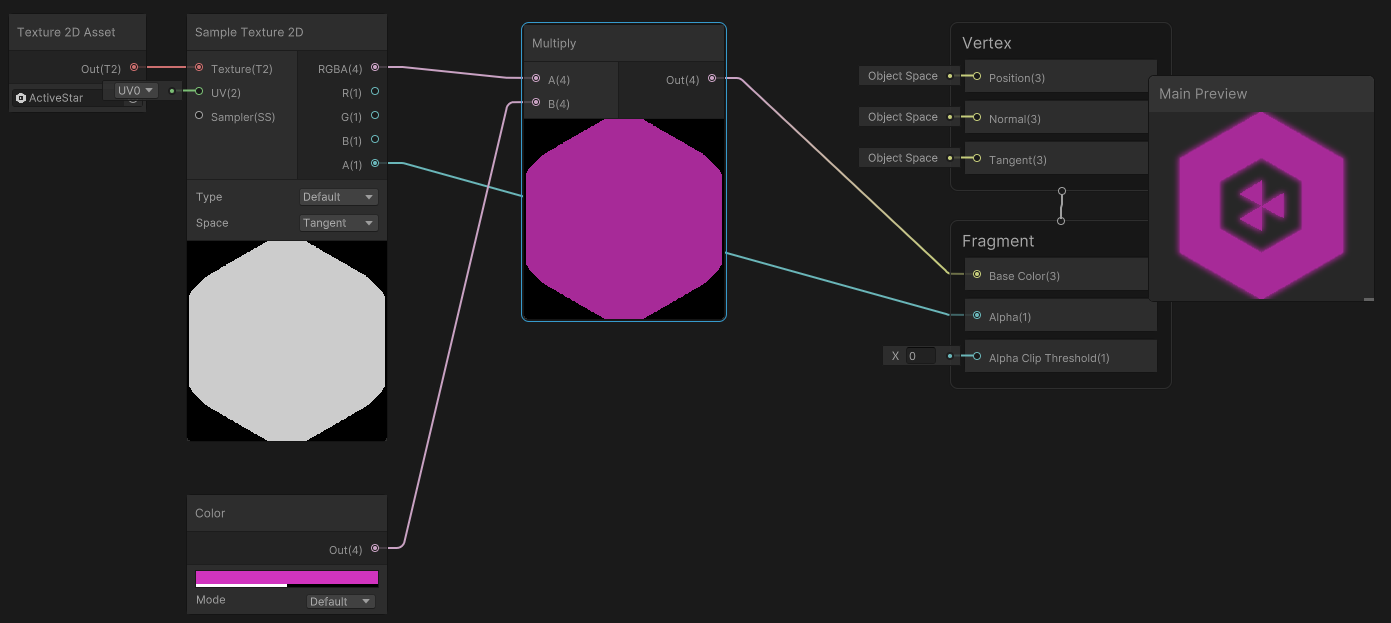 Texture 2D Asset
Out(T2)
ActiveStar
UV0
Sample Texture 2D
Texture(T2)
UV(2)
Sampler(SS)
RGBA(4)
R(1)
G(1)
B(1)
A(1)
Type
Default
Space
Tangent
Color
Out(4)
Mode
Default
Multiply
A(4)
B(4)
Out(4)
Vertex
Object Space
Position(3)
Object Space
Normal(3)
Object Space
Tangent(3)
Fragment
Base Color(3)
Alpha(1)
X 0
Alpha Clip Threshold(1)
Main Preview